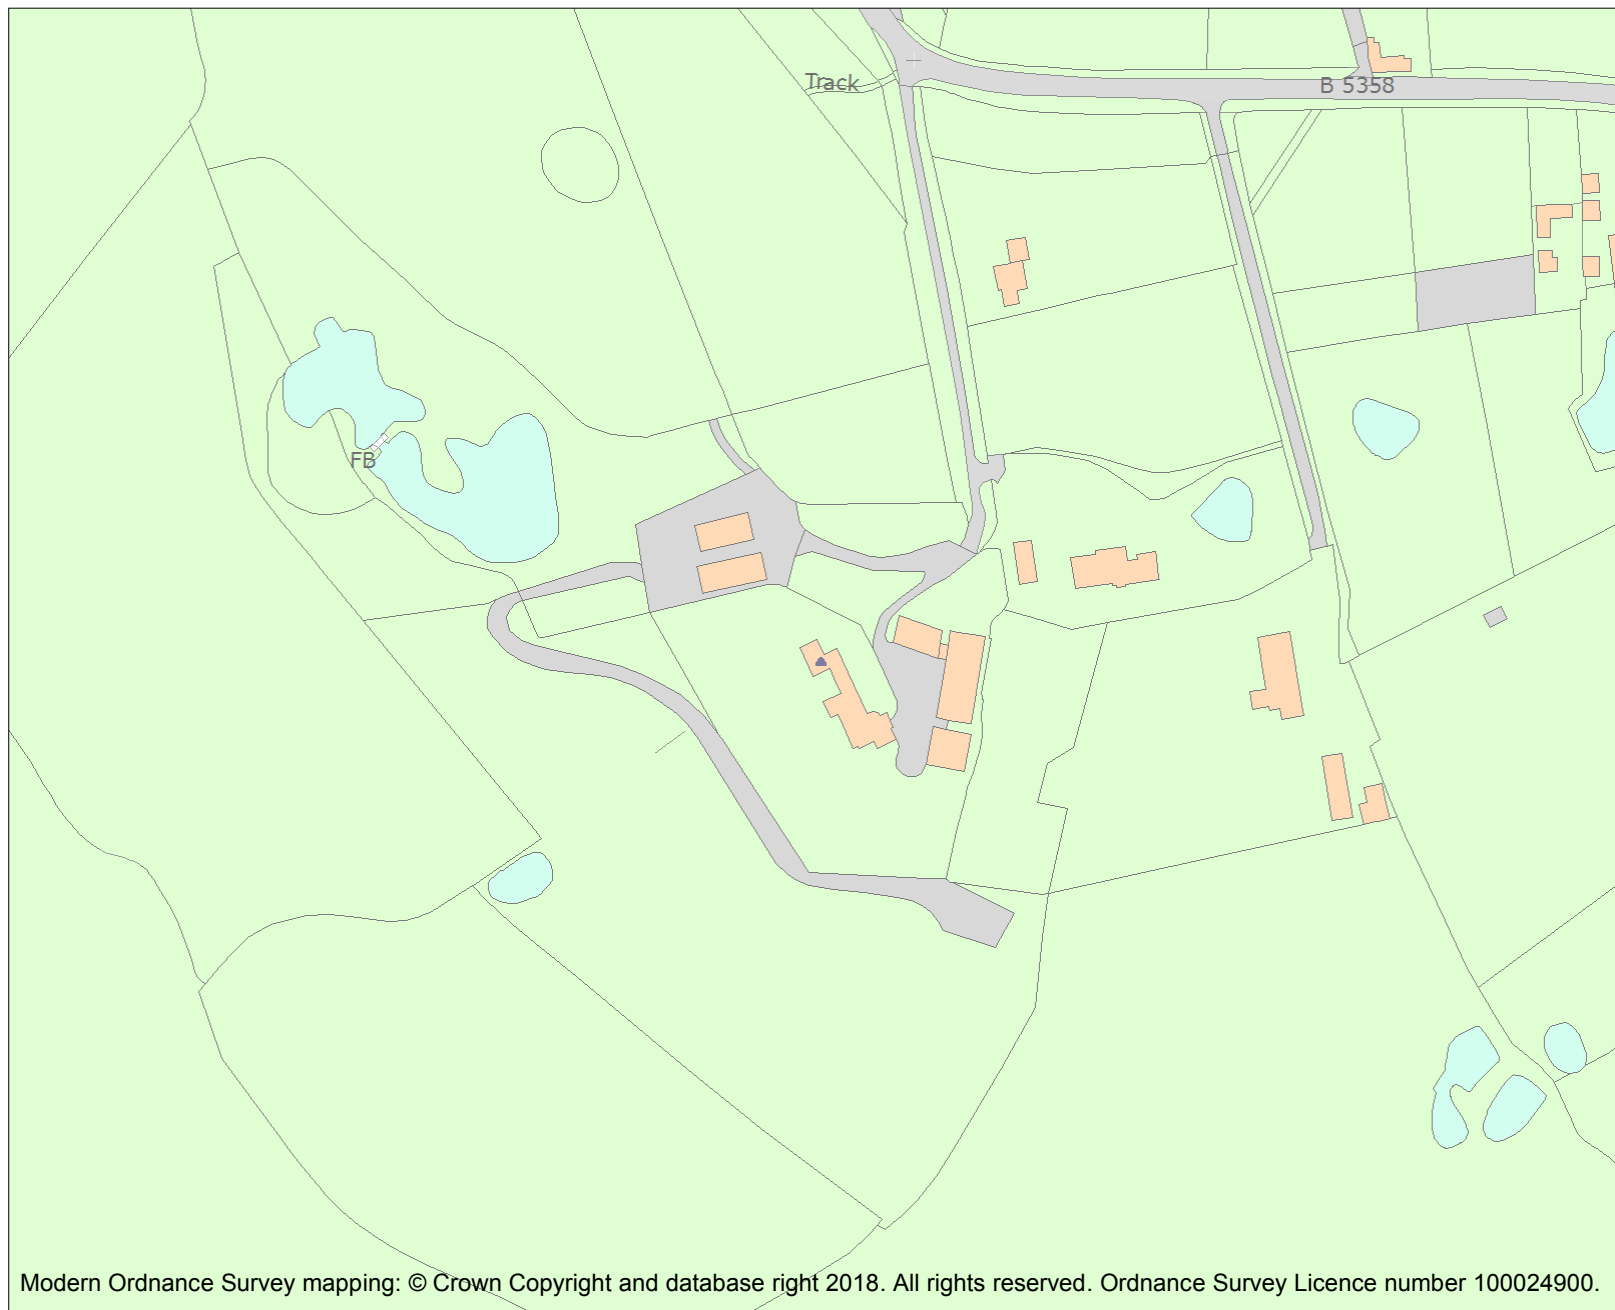 Track
B 5358
FB
Modern Ordnance Survey mapping: © Crown Copyright and database right 2018. All rights reserved. Ordnance Survey Licence number 100024900.